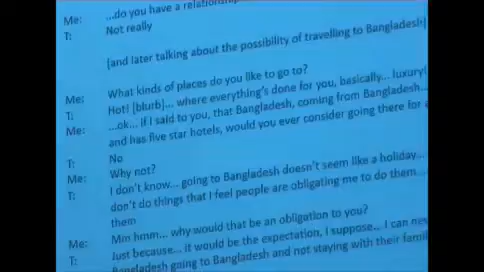 Me: ...do you have a relationship
T: Not really
[and later talking about the possibility of travelling to Bangladesh]
Me: What kinds of places do you like to go to?
T: Hot! [blurb]... where everything's done for you, basically... luxury!
Me: ...ok... if I said to you, that Bangladesh, coming from Bangladesh...
and has five star hotels, would you ever consider going there for a
T: No
Me: Why not?
T: I don't know... going to Bangladesh doesn't seem like a holiday...
don't do things that I feel people are obligating me to do them...
them
Me: Mm hmm... why would that be an obligation to you?
T: Just because... it would be the expectation, I suppose... I can
Bangladesh going to Bangladesh and not staying with their